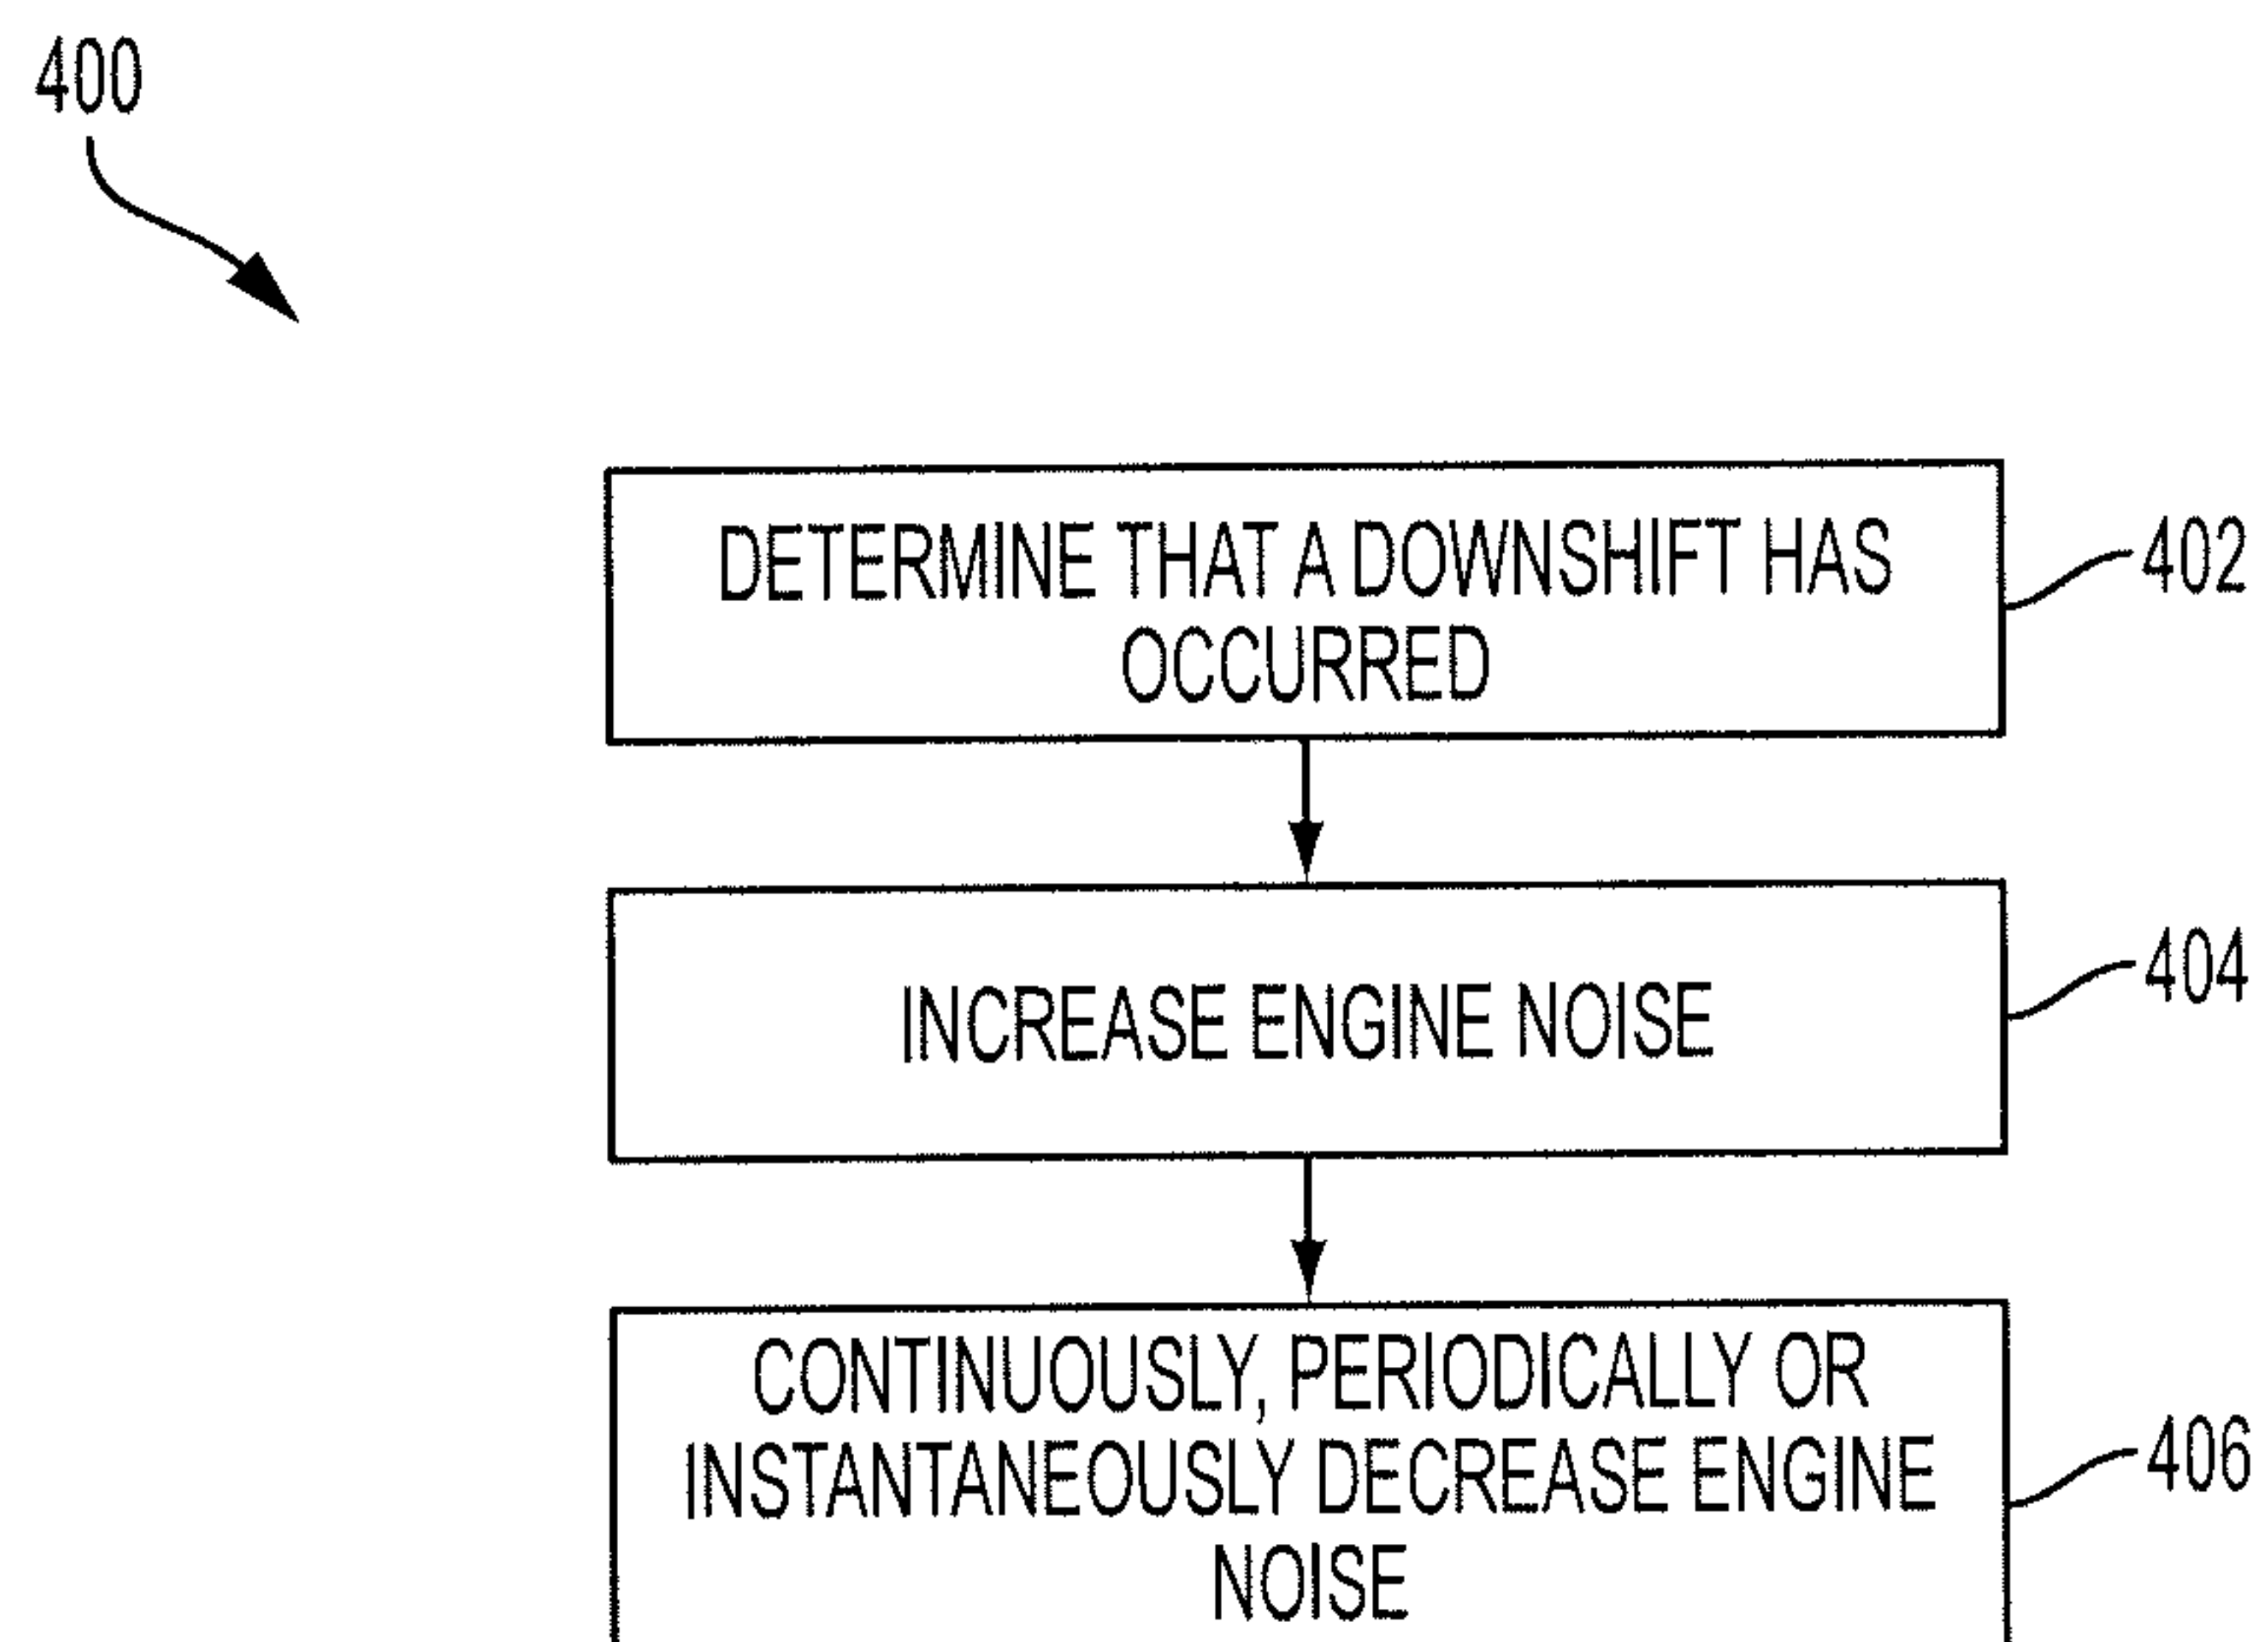 400
DETERMINE THAT A DOWNSHIFT HAS
OCCURRED
402
INCREASE ENGINE NOISE
404
CONTINUOUSLY, PERIODICALLY OR
INSTANTANEOUSLY DECREASE ENGINE
NOISE
406